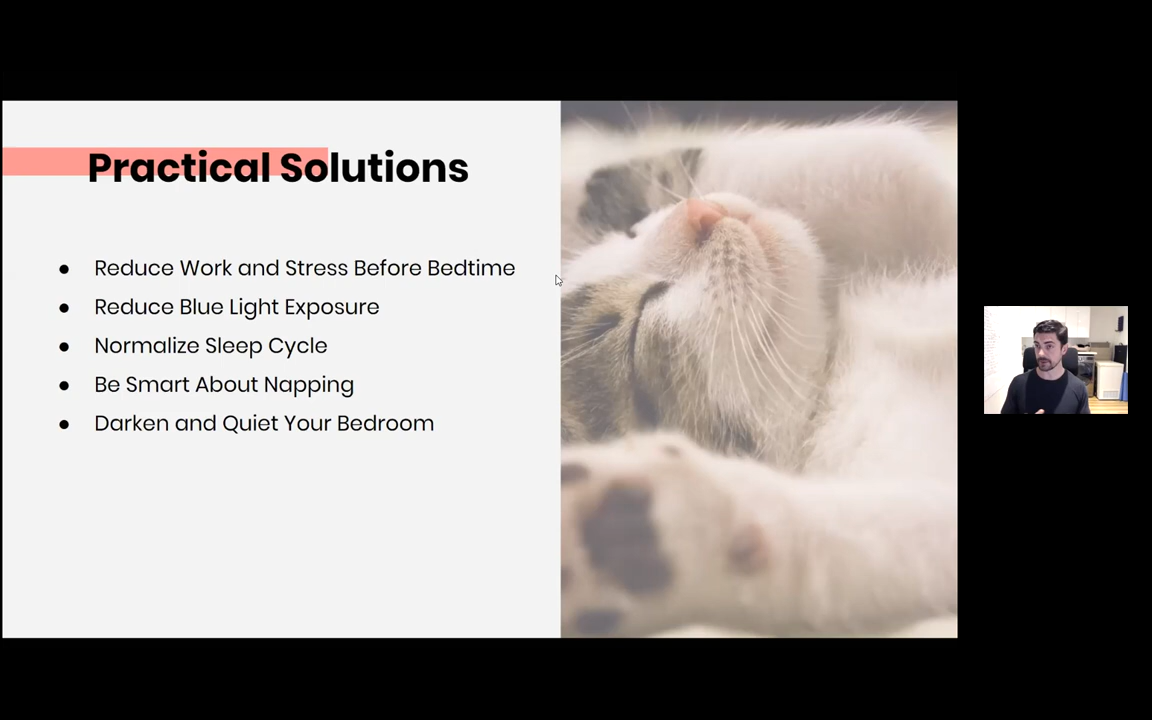 Practical Solutions
● Reduce Work and Stress Before Bedtime
● Reduce Blue Light Exposure
● Normalize Sleep Cycle
● Be Smart About Napping
● Darken and Quiet Your Bedroom